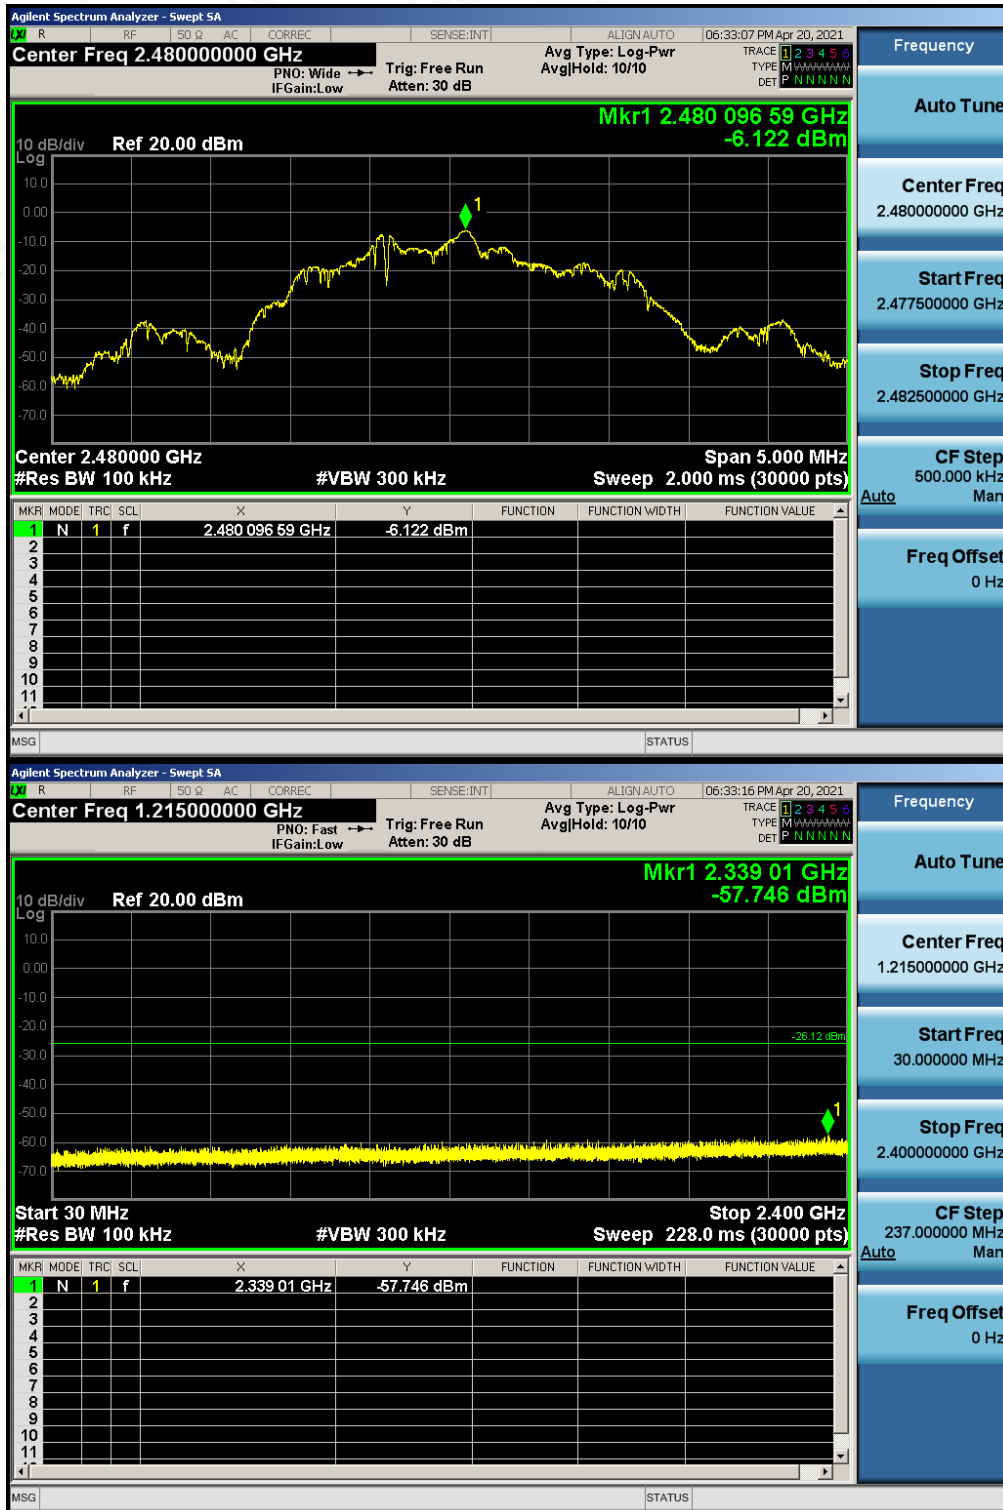 Agilent Spectrum Analyzer - Swept SA
LXI R RF 50 Ω AC CORREC SENSE:INT ALIGN AUTO 06:33:07 PM Apr 20, 2021
Center Freq 2.480000000 GHz
PNO: Wide
IFGain:Low
Trig: Free Run
Atten: 30 dB
Avg Type: Log-Pwr
Avg|Hold: 10/10
TRACE 1 2 3 4 5 6
TYPE M W W W W W
DET P N N N N N
Mkr1 2.480 096 59 GHz
-6.122 dBm
10 dB/div Ref 20.00 dBm
Log
10.0
0.00
-10.0
-20.0
-30.0
-40.0
-50.0
-60.0
-70.0
1
Center 2.480000 GHz Span 5.000 MHz
#Res BW 100 kHz #VBW 300 kHz Sweep 2.000 ms (30000 pts)
MKR MODE TRC SCL X Y FUNCTION FUNCTION WIDTH FUNCTION VALUE
1 N 1 f 2.480 096 59 GHz -6.122 dBm
2
3
4
5
6
7
8
9
10
11
MSG STATUS
Frequency
Auto Tune
Center Freq
2.480000000 GHz
Start Freq
2.477500000 GHz
Stop Freq
2.482500000 GHz
CF Step
500.000 kHz
Auto Man
Freq Offset
0 Hz
Agilent Spectrum Analyzer - Swept SA
LXI R RF 50 Ω AC CORREC SENSE:INT ALIGN AUTO 06:33:16 PM Apr 20, 2021
Center Freq 1.215000000 GHz
PNO: Fast
IFGain:Low
Trig: Free Run
Atten: 30 dB
Avg Type: Log-Pwr
Avg|Hold: 10/10
TRACE 1 2 3 4 5 6
TYPE M W W W W W
DET P N N N N N
Mkr1 2.339 01 GHz
-57.746 dBm
10 dB/div Ref 20.00 dBm
Log
10.0
0.00
-10.0
-20.0
-30.0
-40.0
-50.0
-60.0
-70.0
-26.12 dBm
1
Start 30 MHz Stop 2.400 GHz
#Res BW 100 kHz #VBW 300 kHz Sweep 228.0 ms (30000 pts)
MKR MODE TRC SCL X Y FUNCTION FUNCTION WIDTH FUNCTION VALUE
1 N 1 f 2.339 01 GHz -57.746 dBm
2
3
4
5
6
7
8
9
10
11
MSG STATUS
Frequency
Auto Tune
Center Freq
1.215000000 GHz
Start Freq
30.000000 MHz
Stop Freq
2.400000000 GHz
CF Step
237.000000 MHz
Auto Man
Freq Offset
0 Hz